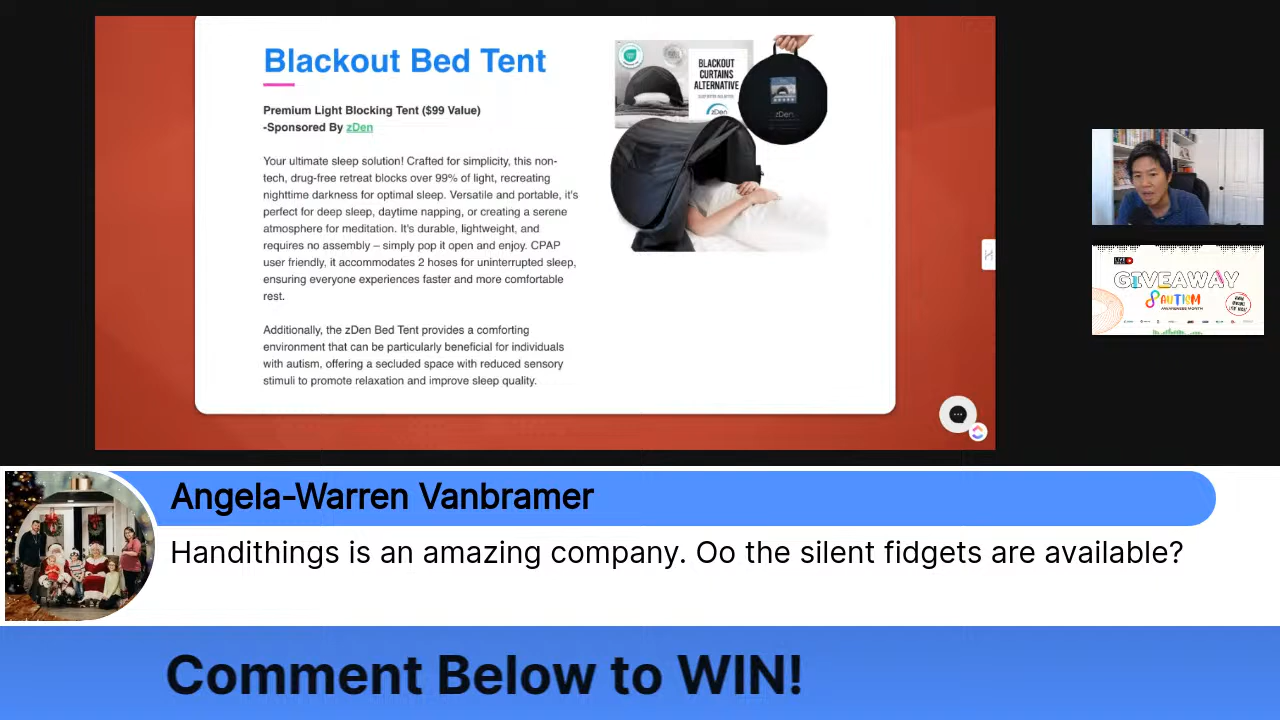 Blackout Bed Tent
Premium Light Blocking Tent ($99 Value)
-Sponsored By zDen
Your ultimate sleep solution! Crafted for simplicity, this non-
tech, drug-free retreat blocks over 99% of light, recreating
nighttime darkness for optimal sleep. Versatile and portable, it's
perfect for deep sleep, daytime napping, or creating a serene
atmosphere for meditation. It's durable, lightweight, and
requires no assembly – simply pop it open and enjoy. CPAP
user friendly, it accommodates 2 hoses for uninterrupted sleep,
ensuring everyone experiences faster and more comfortable
rest.
Additionally, the zDen Bed Tent provides a comforting
environment that can be particularly beneficial for individuals
with autism, offering a secluded space with reduced sensory
stimuli to promote relaxation and improve sleep quality.
BLACKOUT
CURTAINS
ALTERNATIVE
zDen
zDen
GIVEAWAY
AUTISM
AWARENESS MONTH
Angela-Warren Vanbramer
Handithings is an amazing company. Oo the silent fidgets are available?
Comment Below to WIN!